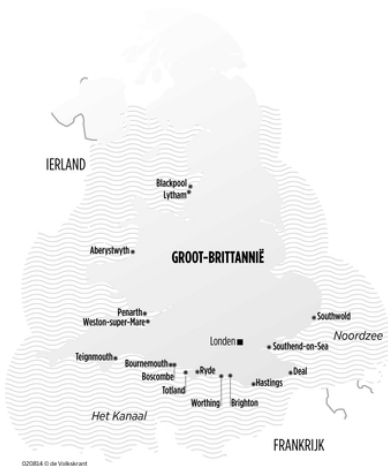 IERLAND
Blackpool
Lytham
Aberystwyth
GROOT-BRITTANNIË
Penarth
Weston-super-Mare
Southwold
Noordzee
Londen
Southend-on-Sea
Teignmouth
Bournemouth
Boscombe
Totland
Ryde
Deal
Hastings
Worthing
Brighton
Het Kanaal
FRANKRIJK
020814 © de Volkskrant